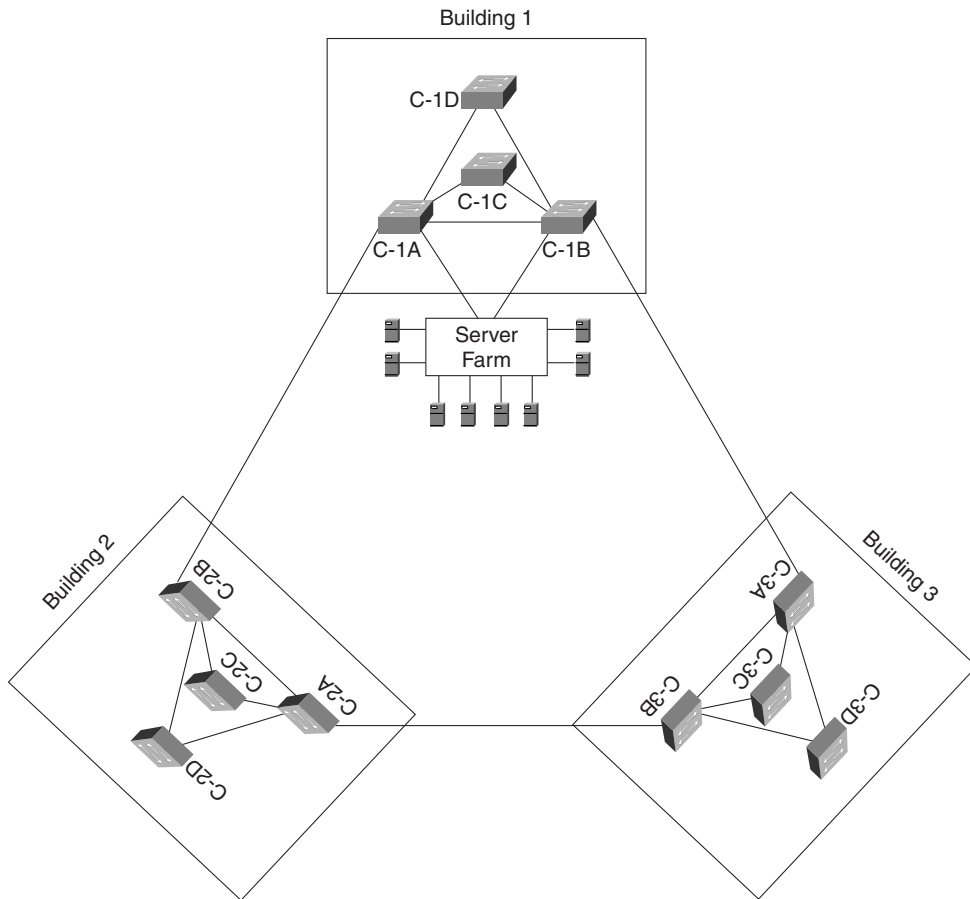 Building 1
C-1D
C-1C
C-1A
C-1B
Server
Farm
Building 2
C-2B
C-2C
C-2A
C-2D
Building 3
C-3A
C-3C
C-3B
C-3D